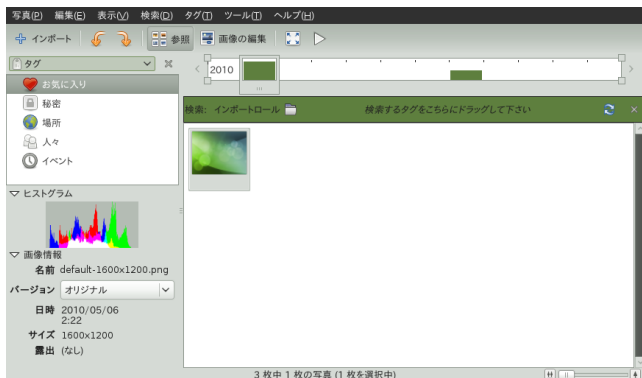 写真(P) 編集(E) 表示(V) 検索(D) タグ(T) ツール(T) ヘルプ(H)
インポート 参照 画像の編集
タグ
2010
お気に入り
秘密
場所
人々
イベント
検索: インポートロール 検索するタグをこちらにドラッグして下さい
ヒストグラム
画像情報
名前 default-1600x1200.png
バージョン オリジナル
日時 2010/05/06
2:22
サイズ 1600x1200
露出 (なし)
3 枚中 1 枚の写真 (1 枚を選択中)